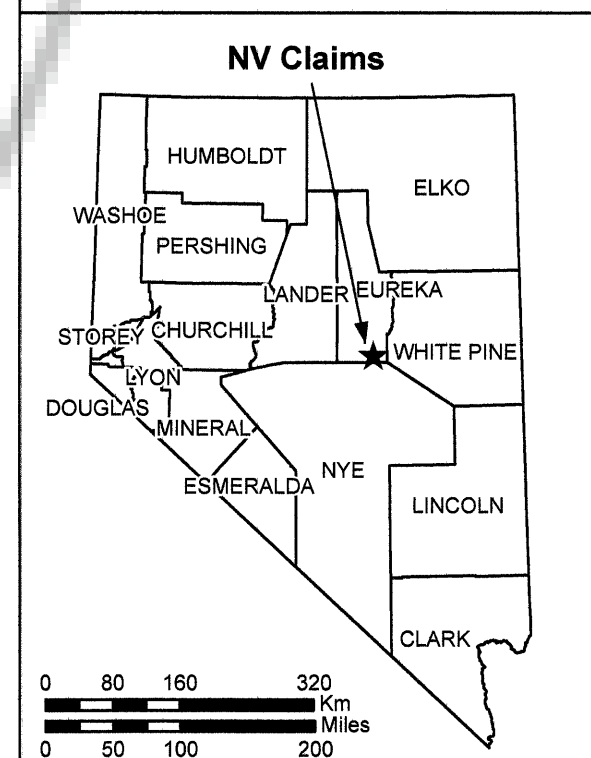 NV Claims
HUMBOLDT
ELKO
WASHOE
PERSHING
LANDER
EUREKA
STOREY
CHURCHILL
WHITE PINE
LYON
DOUGLAS
MINERAL
NYE
ESMERALDA
LINCOLN
CLARK
0 80 160 320
Km
Miles
0 50 100 200